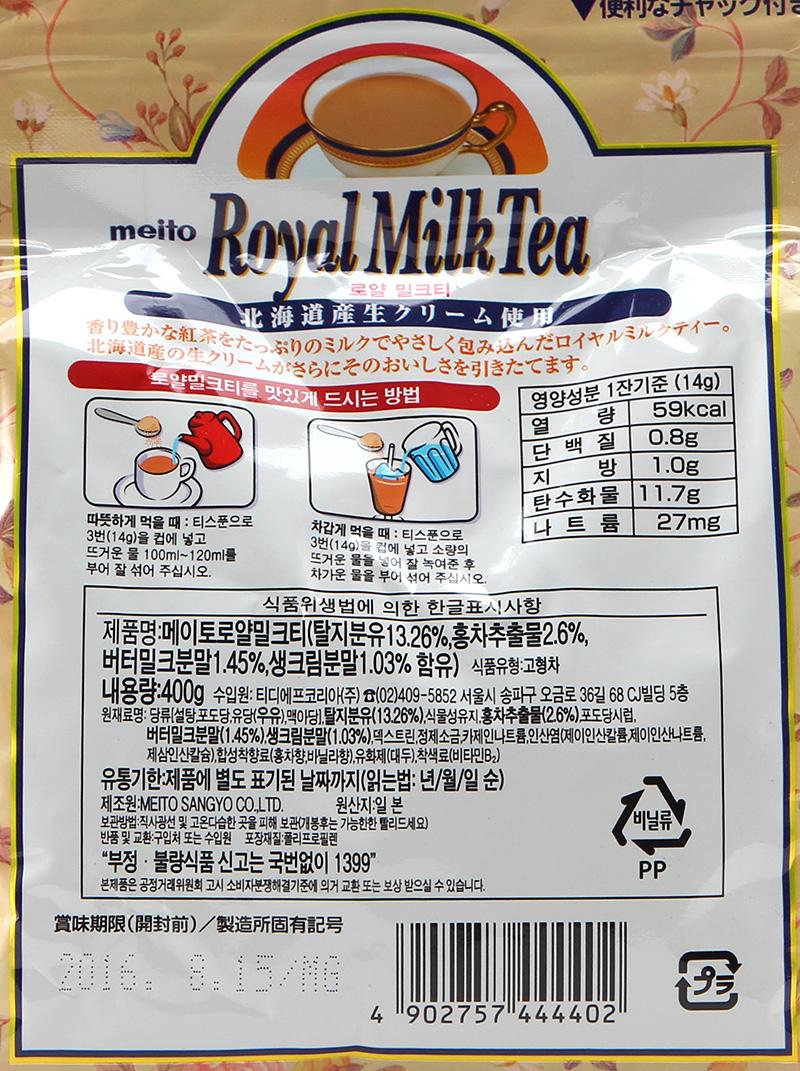 ▼便利なチャック付き
meito Royal Milk Tea
로얄 밀크티
北海道産生クリーム使用
香り豊かな紅茶をたっぷりのミルクでやさしく包み込んだロイヤルミルクティー。
北海道産の生クリームがさらにそのおいしさを引きたてます。
로얄밀크티를 맛있게 드시는 방법
따뜻하게 먹을 때 : 티스푼으로
3번(14g)을 컵에 넣고
뜨거운 물 100ml~120ml를
부어 잘 섞어 주십시오.
차갑게 먹을 때 : 티스푼으로
3번(14g)을 컵에 넣고 소량의
뜨거운 물을 넣어 잘 녹여준 후
차가운 물을 부어 섞어 주십시오.
영양성분 1잔기준 (14g)
열 량 59kcal
단 백 질 0.8g
지 방 1.0g
탄수화물 11.7g
나 트 륨 27mg
식품위생법에 의한 한글표시사항
제품명:메이토로얄밀크티(탈지분유13.26%,홍차추출물2.6%,
버터밀크분말1.45%,생크림분말1.03% 함유) 식품유형:고형차
내용량:400g 수입원: 티디에프코리아(주) ☎(02)409-5852 서울시 송파구 오금로 36길 68 CJ빌딩 5층
원재료명: 당류(설탕,포도당,유당(우유),맥아당),탈지분유(13.26%),식물성유지,홍차추출물(2.6%),포도당시럽,
버터밀크분말(1.45%),생크림분말(1.03%),덱스트린,정제소금,카제인나트륨,인산염(제이인산칼륨,제이인산나트륨,
제삼인산칼슘),합성착향료(홍차향,바닐라향),유화제(대두),착색료(비타민B₂)
유통기한:제품에 별도 표기된 날짜까지(읽는법: 년/월/일 순)
제조원:MEITO SANGYO CO.,LTD. 원산지:일 본
보관방법:직사광선 및 고온다습한 곳을 피해 보관(개봉후는 가능한한 빨리드세요)
반품 및 교환:구입처 또는 수입원 포장재질:폴리프로필렌
“부정 · 불량식품 신고는 국번없이 1399”
본제품은 공정거래위원회 고시 소비자분쟁해결기준에 의거 교환 또는 보상 받으실 수 있습니다.
비닐류
PP
賞味期限(開封前)/製造所固有記号
2016. 8.15/MG
4 902757 444402
プラ